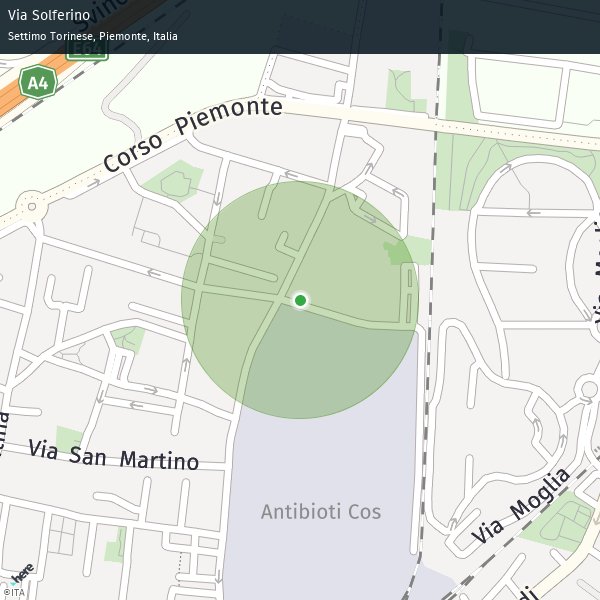 Via Solferino
Settimo Torinese, Piemonte, Italia
E64
A4
Corso Piemonte
Via San Martino
Antibioti Cos
Via Moglia
here
©ITA